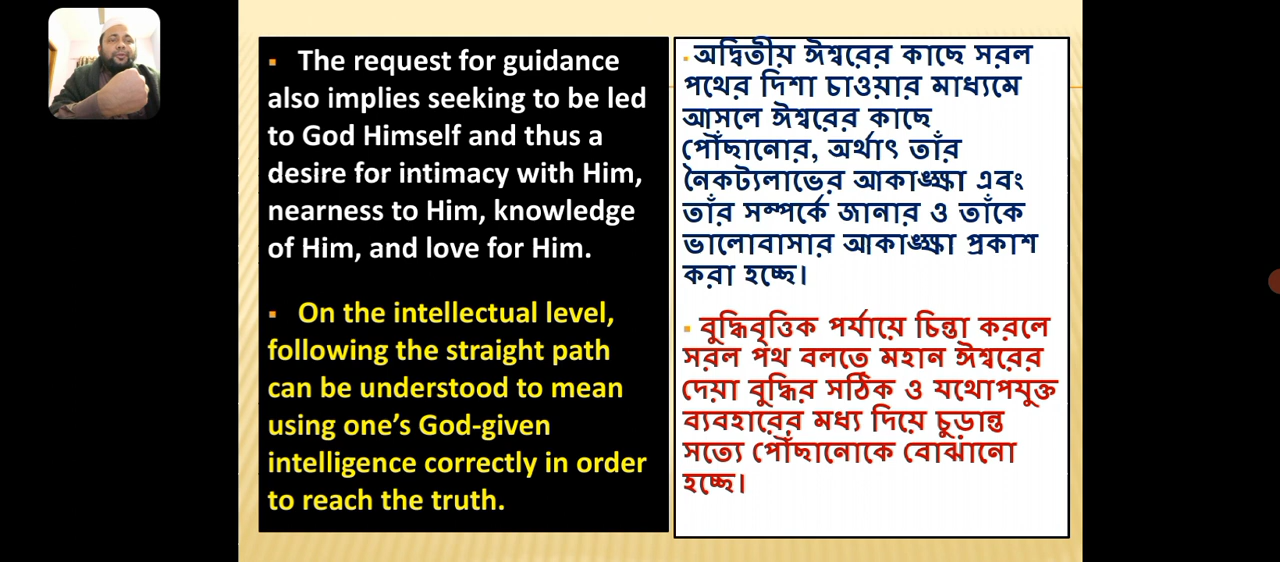 ▪ The request for guidance
also implies seeking to be led
to God Himself and thus a
desire for intimacy with Him,
nearness to Him, knowledge
of Him, and love for Him.
▪ On the intellectual level,
following the straight path
can be understood to mean
using one’s God-given
intelligence correctly in order
to reach the truth.
▪ অদ্বিতীয় ঈশ্বরের কাছে সরল
পথের দিশা চাওয়ার মাধ্যমে
আসলে ঈশ্বরের কাছে
পৌঁছানোর, অর্থাৎ তাঁর
নৈকট্যলাভের আকাঙ্ক্ষা এবং
তাঁর সম্পর্কে জানার ও তাঁকে
ভালোবাসার আকাঙ্ক্ষা প্রকাশ
করা হচ্ছে।
▪ বুদ্ধিবৃত্তিক পর্যায়ে চিন্তা করলে
সরল পথ বলতে মহান ঈশ্বরের
দেয়া বুদ্ধির সঠিক ও যথোপযুক্ত
ব্যবহারের মধ্য দিয়ে চুড়ান্ত
সত্যে পৌঁছানোকে বোঝানো
হচ্ছে।